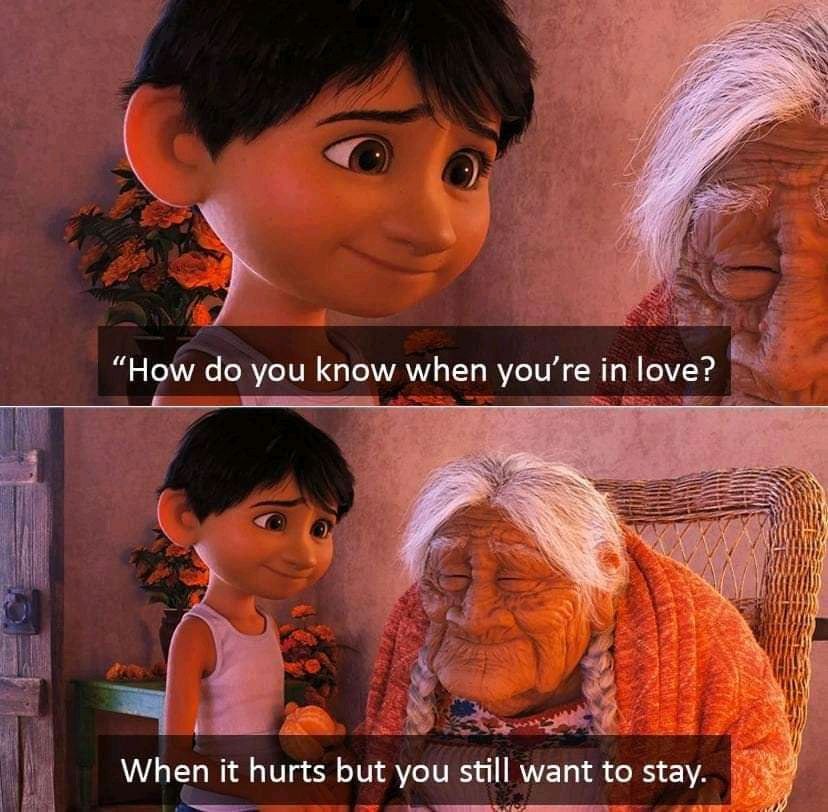 “How do you know when you’re in love?
When it hurts but you still want to stay.